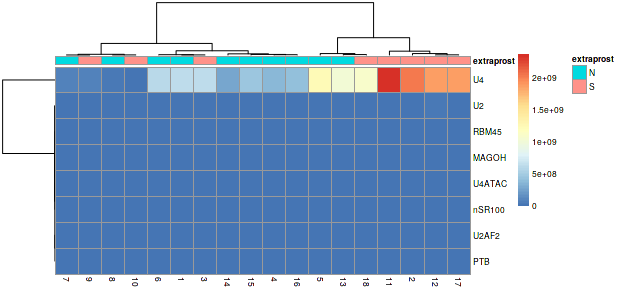 extraprost
extraprost
N
S
2e+09
1.5e+09
1e+09
5e+08
0
U4
U2
RBM45
MAGOH
U4ATAC
nSR100
U2AF2
PTB
7 9 8 10 6 1 3 14 15 4 16 5 13 18 11 2 12 17